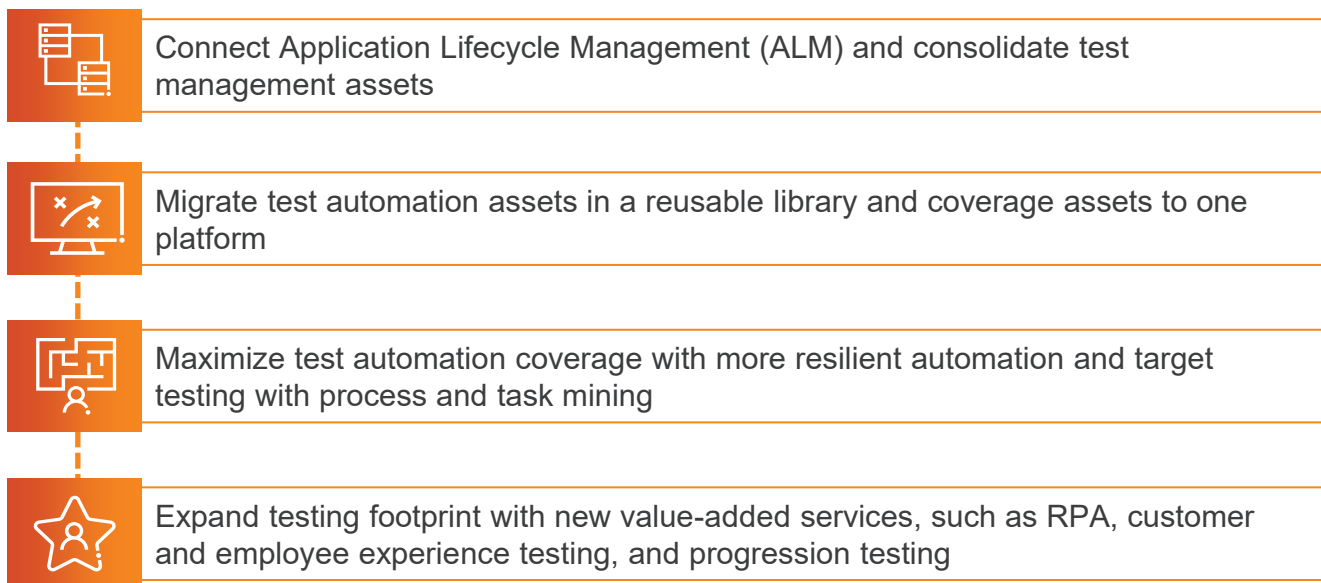 Connect Application Lifecycle Management (ALM) and consolidate test
management assets
Migrate test automation assets in a reusable library and coverage assets to one
platform
Maximize test automation coverage with more resilient automation and target
testing with process and task mining
Expand testing footprint with new value-added services, such as RPA, customer
and employee experience testing, and progression testing